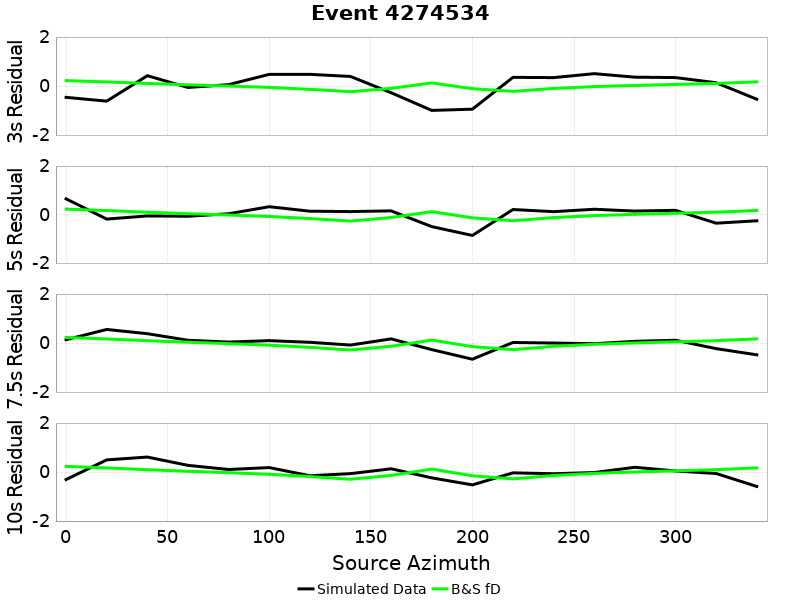 Event 4274534
3s Residual
2
0
-2
5s Residual
2
0
-2
7.5s Residual
2
0
-2
10s Residual
2
0
-2
0 50 100 150 200 250 300
Source Azimuth
Simulated Data B&S fD